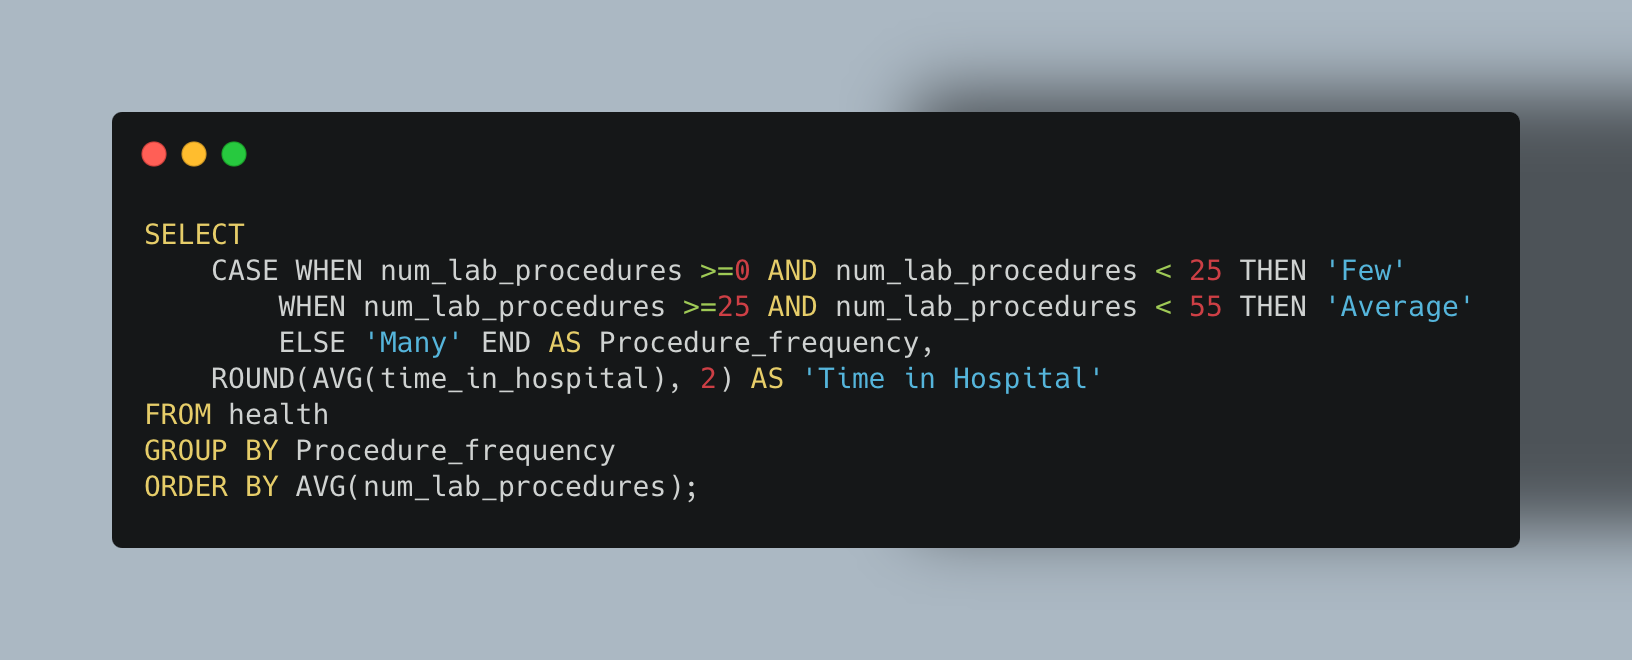 SELECT
    CASE WHEN num_lab_procedures >=0 AND num_lab_procedures < 25 THEN 'Few'
        WHEN num_lab_procedures >=25 AND num_lab_procedures < 55 THEN 'Average'
        ELSE 'Many' END AS Procedure_frequency,
    ROUND(AVG(time_in_hospital), 2) AS 'Time in Hospital'
FROM health
GROUP BY Procedure_frequency
ORDER BY AVG(num_lab_procedures);